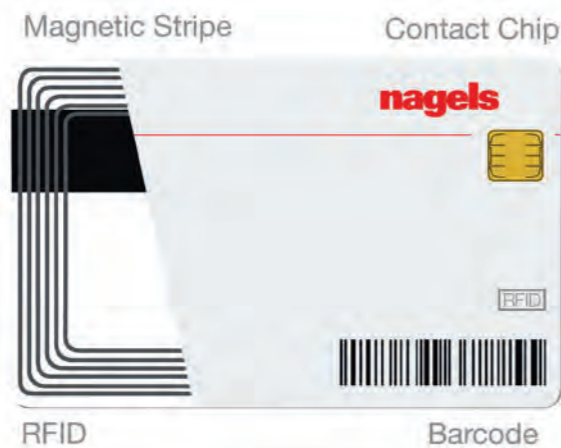 Magnetic Stripe
Contact Chip
nagels
RFID
RFID
Barcode